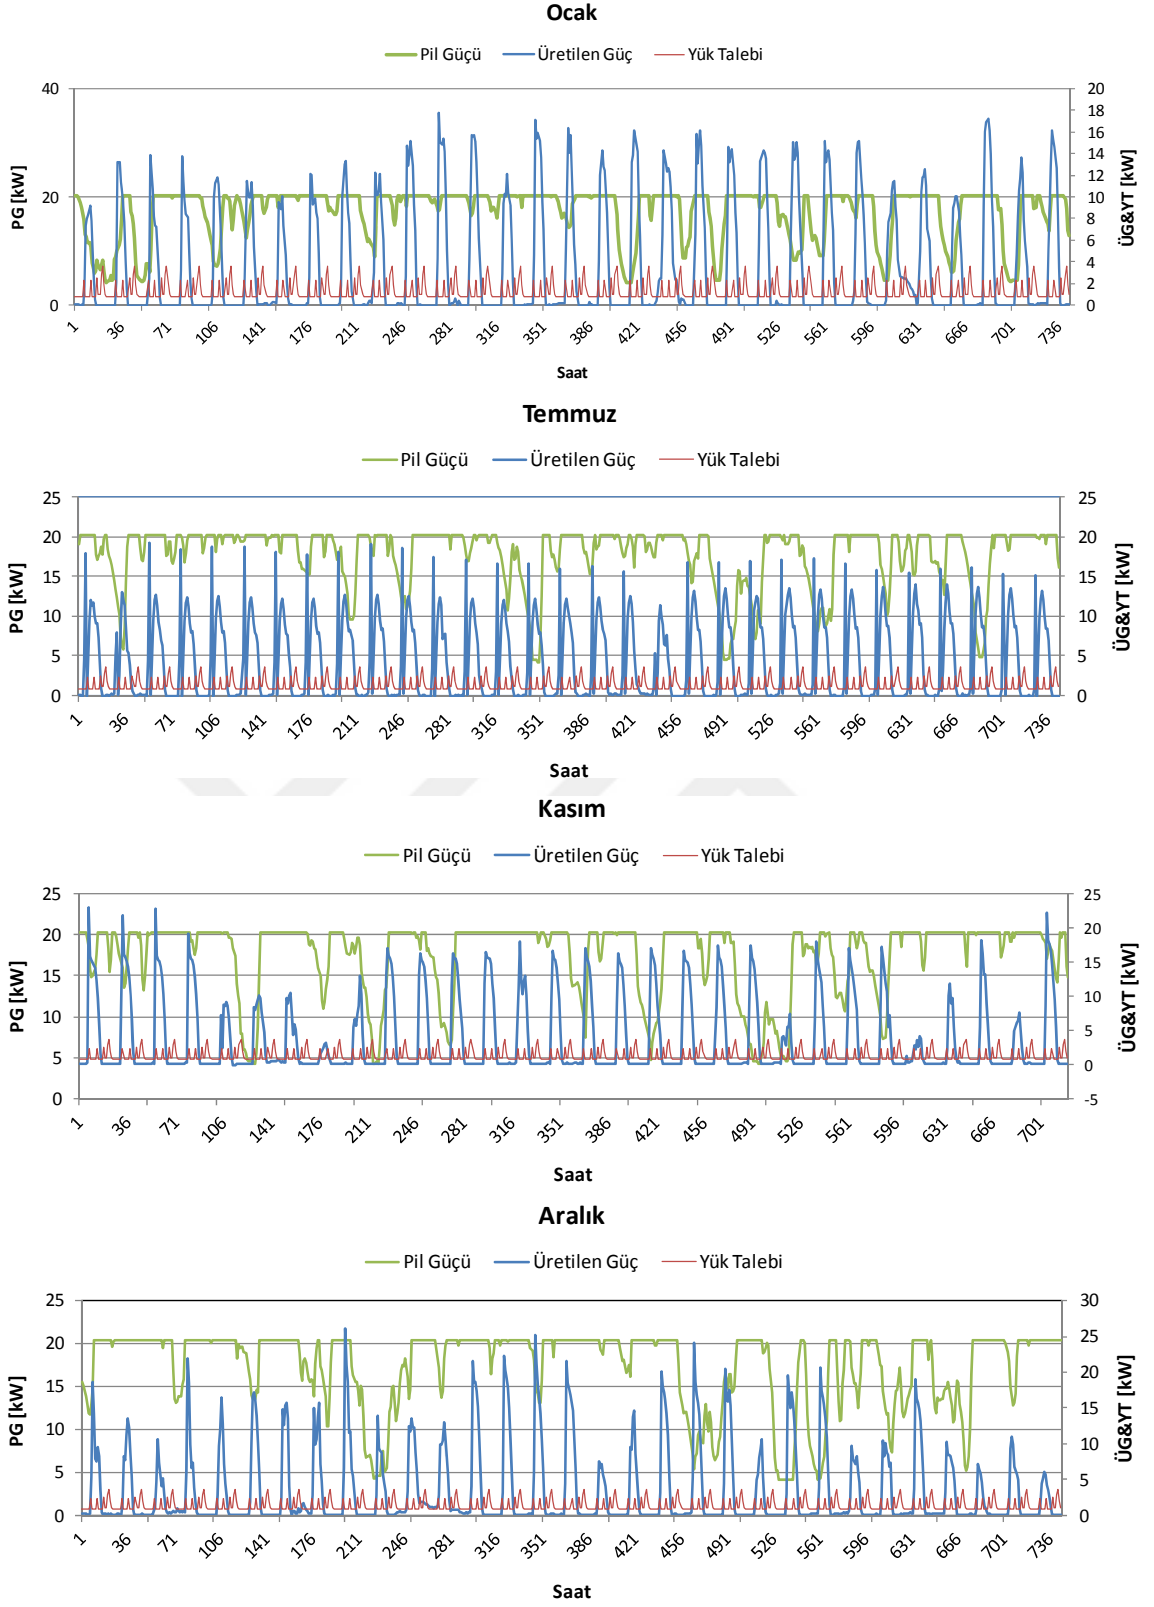 Ocak
Pil Güçü Üretilen Güç Yük Talebi
40 20
18
16
14
12
20 10
8
6
4
2
0 0
PG [kW]
ÜG&YT [kW]
1 36 71 106 141 176 211 246 281 316 351 386 421 456 491 526 561 596 631 666 701 736
Saat
Temmuz
Pil Güçü Üretilen Güç Yük Talebi
25 25
20 20
15 15
10 10
5 5
0 0
PG [kW]
ÜG&YT [kW]
1 36 71 106 141 176 211 246 281 316 351 386 421 456 491 526 561 596 631 666 701 736
Saat
Kasım
Pil Güçü Üretilen Güç Yük Talebi
25 25
20 20
15 15
10 10
5 5
0 0
-5
PG [kW]
ÜG&YT [kW]
1 36 71 106 141 176 211 246 281 316 351 386 421 456 491 526 561 596 631 666 701
Saat
Aralık
Pil Güçü Üretilen Güç Yük Talebi
25 30
20 25
15 20
10 15
5 10
0 5
0
PG [kW]
ÜG&YT [kW]
1 36 71 106 141 176 211 246 281 316 351 386 421 456 491 526 561 596 631 666 701 736
Saat